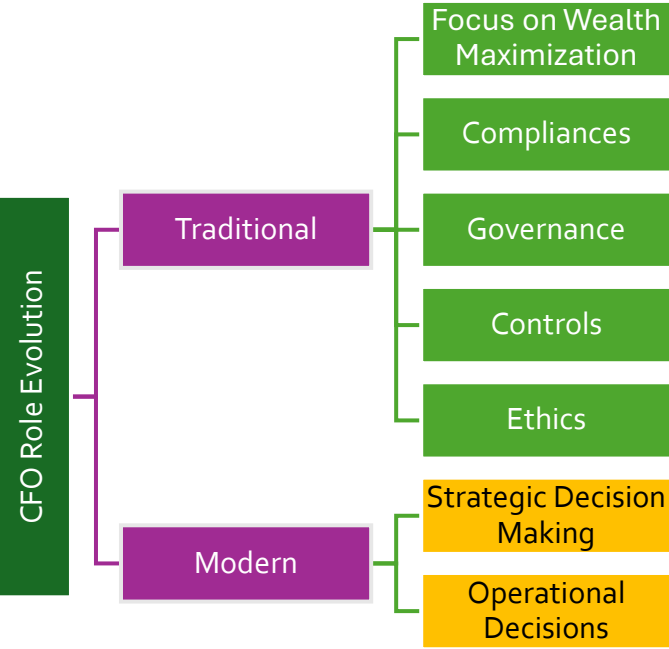 CFO Role Evolution
Traditional
Focus on Wealth
Maximization
Compliances
Governance
Controls
Ethics
Modern
Strategic Decision
Making
Operational
Decisions